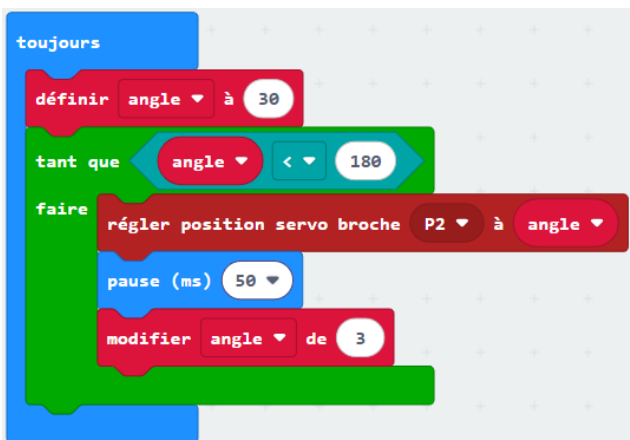 toujours
définir angle à 30
tant que angle < 180
faire
régler position servo broche P2 à angle
pause (ms) 50
modifier angle de 3